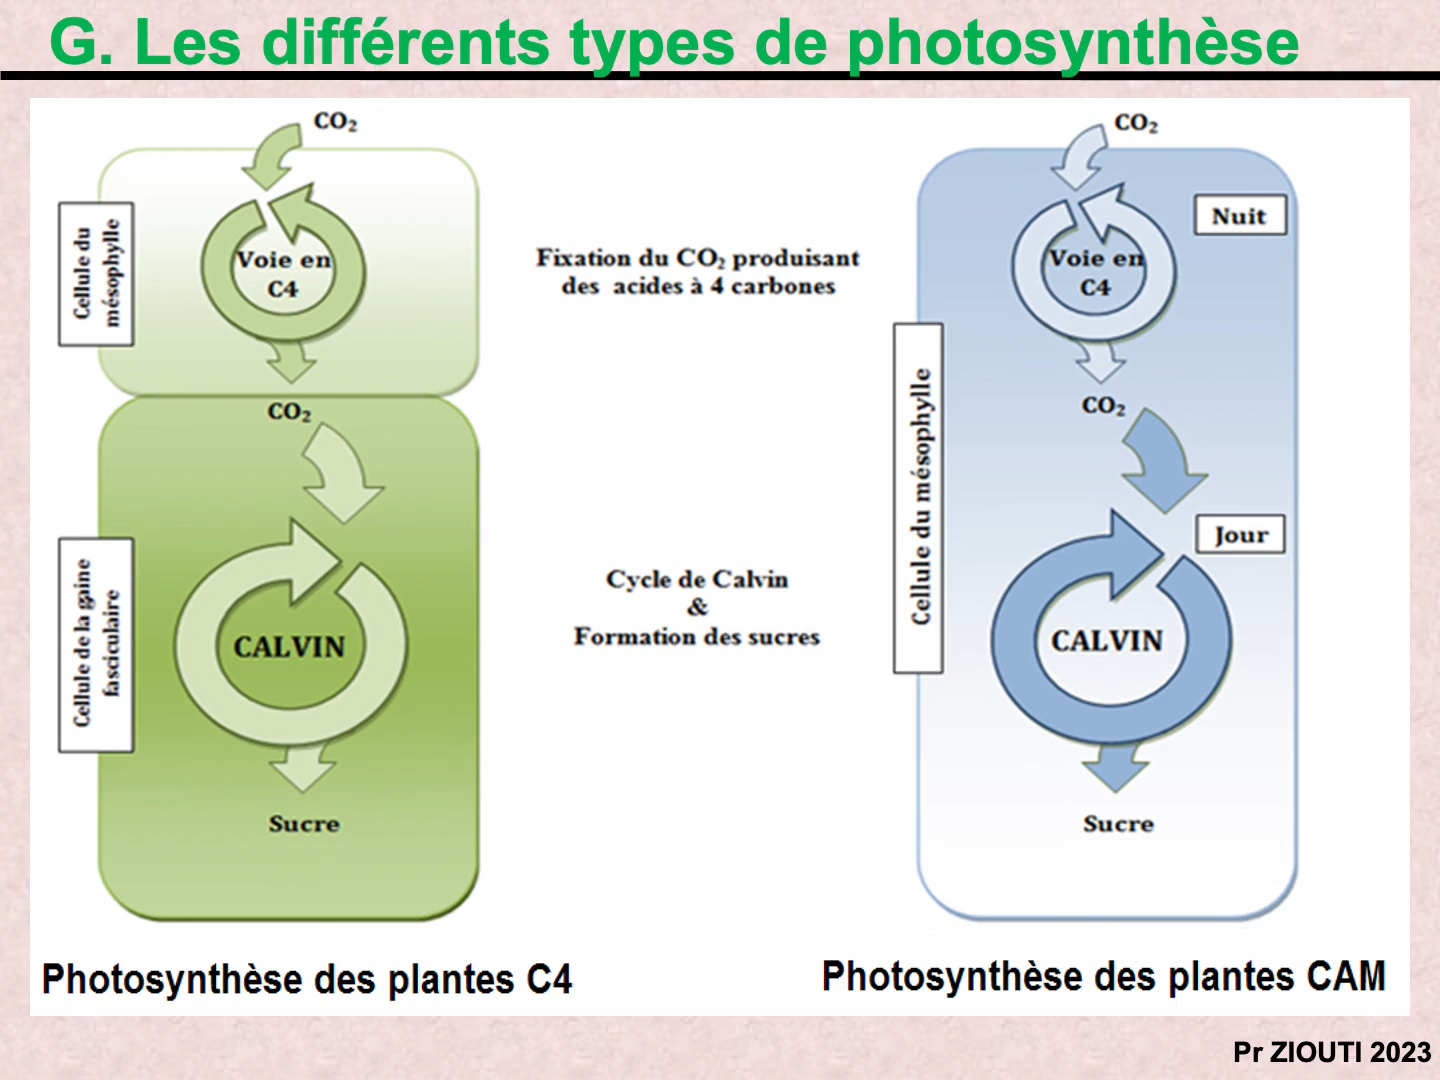 G. Les différents types de photosynthèse
CO₂
Cellule du
mésophylle
Voie en
C4
CO₂
Cellule de la gaine
fasciculaire
CALVIN
Sucre
Photosynthèse des plantes C4
Fixation du CO₂ produisant
des acides à 4 carbones
Cycle de Calvin
&
Formation des sucres
CO₂
Nuit
Voie en
C4
CO₂
Cellule du mésophylle
Jour
CALVIN
Sucre
Photosynthèse des plantes CAM
Pr ZIOUTI 2023